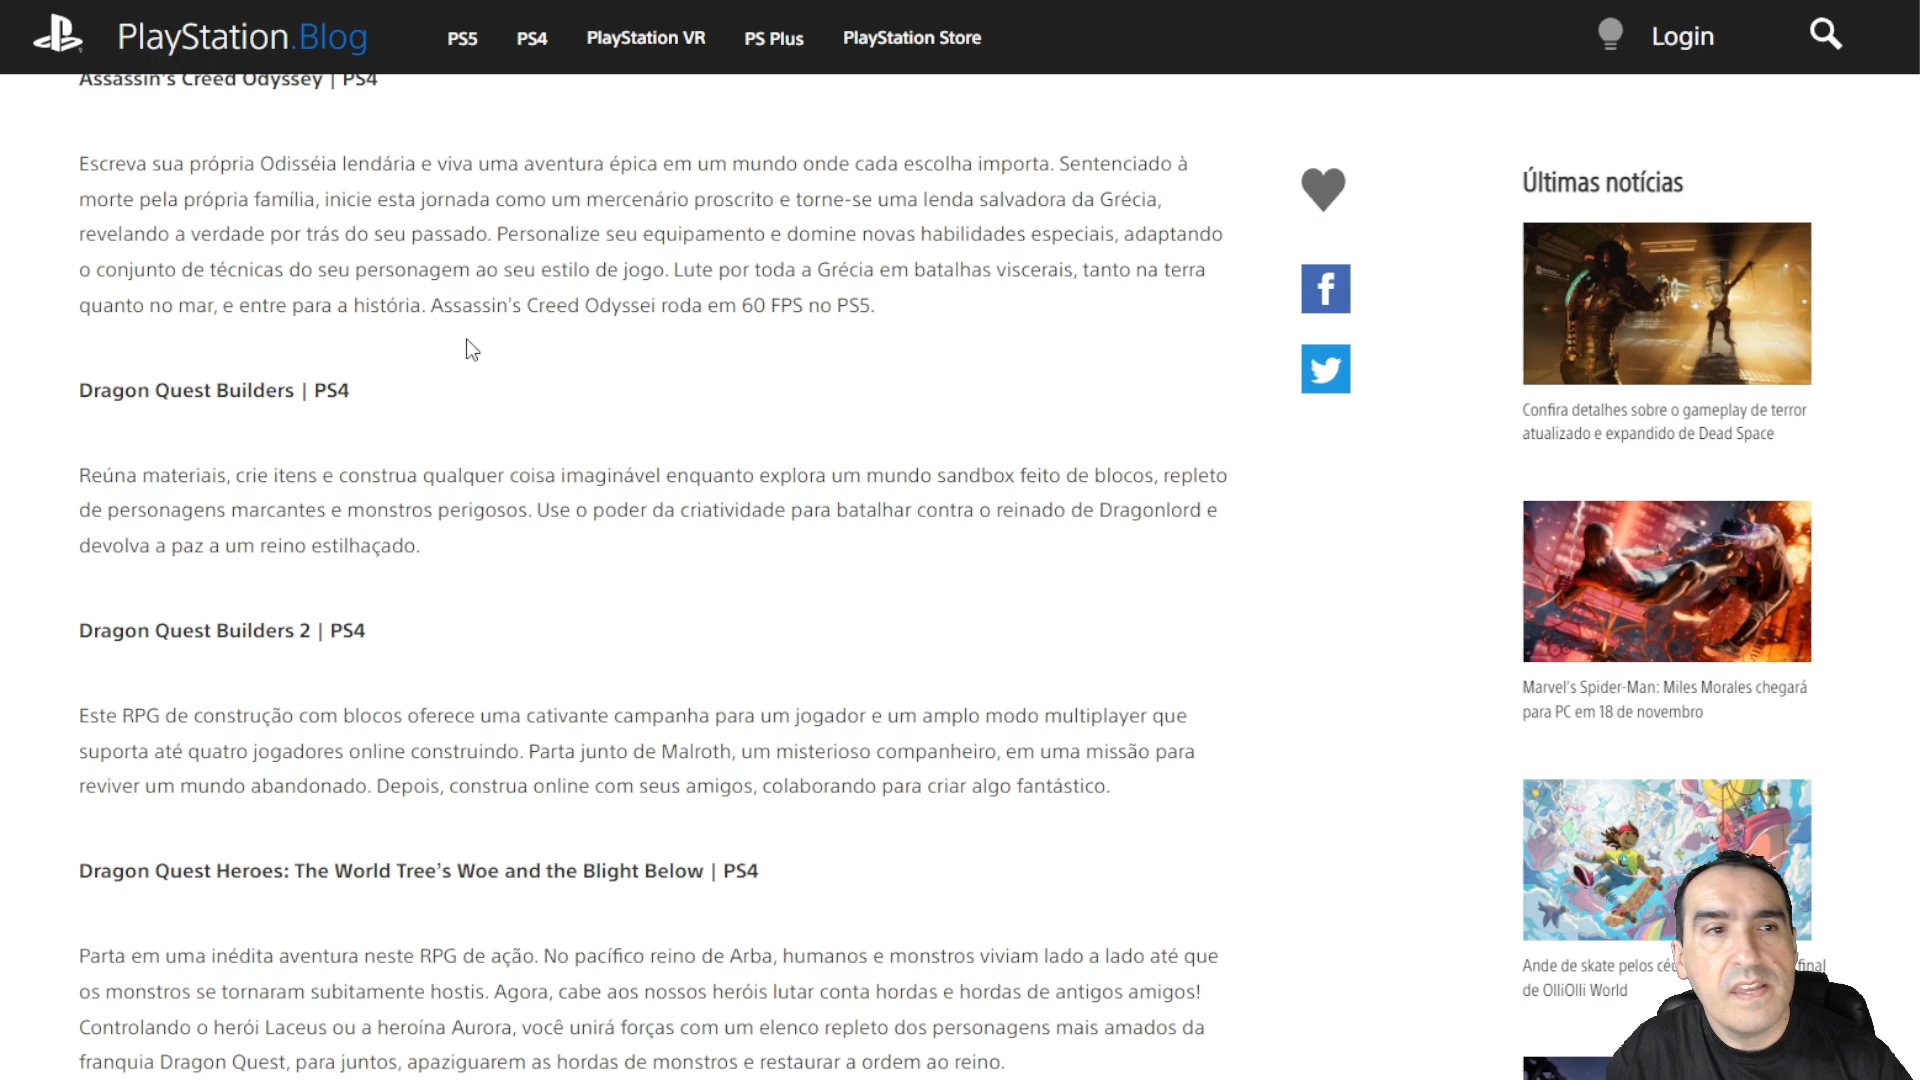 PlayStation.Blog
PS5
PS4
PlayStation VR
PS Plus
PlayStation Store
Login
Assassin's Creed Odyssey | PS4
Escreva sua própria Odisséia lendária e viva uma aventura épica em um mundo onde cada escolha importa. Sentenciado à
morte pela própria família, inicie esta jornada como um mercenário proscrito e torne-se uma lenda salvadora da Grécia,
revelando a verdade por trás do seu passado. Personalize seu equipamento e domine novas habilidades especiais, adaptando
o conjunto de técnicas do seu personagem ao seu estilo de jogo. Lute por toda a Grécia em batalhas viscerais, tanto na terra
quanto no mar, e entre para a história. Assassin's Creed Odyssei roda em 60 FPS no PS5.
Dragon Quest Builders | PS4
Reúna materiais, crie itens e construa qualquer coisa imaginável enquanto explora um mundo sandbox feito de blocos, repleto
de personagens marcantes e monstros perigosos. Use o poder da criatividade para batalhar contra o reinado de Dragonlord e
devolva a paz a um reino estilhaçado.
Dragon Quest Builders 2 | PS4
Este RPG de construção com blocos oferece uma cativante campanha para um jogador e um amplo modo multiplayer que
suporta até quatro jogadores online construindo. Parta junto de Malroth, um misterioso companheiro, em uma missão para
reviver um mundo abandonado. Depois, construa online com seus amigos, colaborando para criar algo fantástico.
Dragon Quest Heroes: The World Tree's Woe and the Blight Below | PS4
Parta em uma inédita aventura neste RPG de ação. No pacífico reino de Arba, humanos e monstros viviam lado a lado até que
os monstros se tornaram subitamente hostis. Agora, cabe aos nossos heróis lutar conta hordas e hordas de antigos amigos!
Controlando o herói Laceus ou a heroína Aurora, você unirá forças com um elenco repleto dos personagens mais amados da
franquia Dragon Quest, para juntos, apaziguarem as hordas de monstros e restaurar a ordem ao reino.
Últimas notícias
Confira detalhes sobre o gameplay de terror
atualizado e expandido de Dead Space
Marvel's Spider-Man: Miles Morales chegará
para PC em 18 de novembro
Ande de skate pelos final
de OlliOlli World